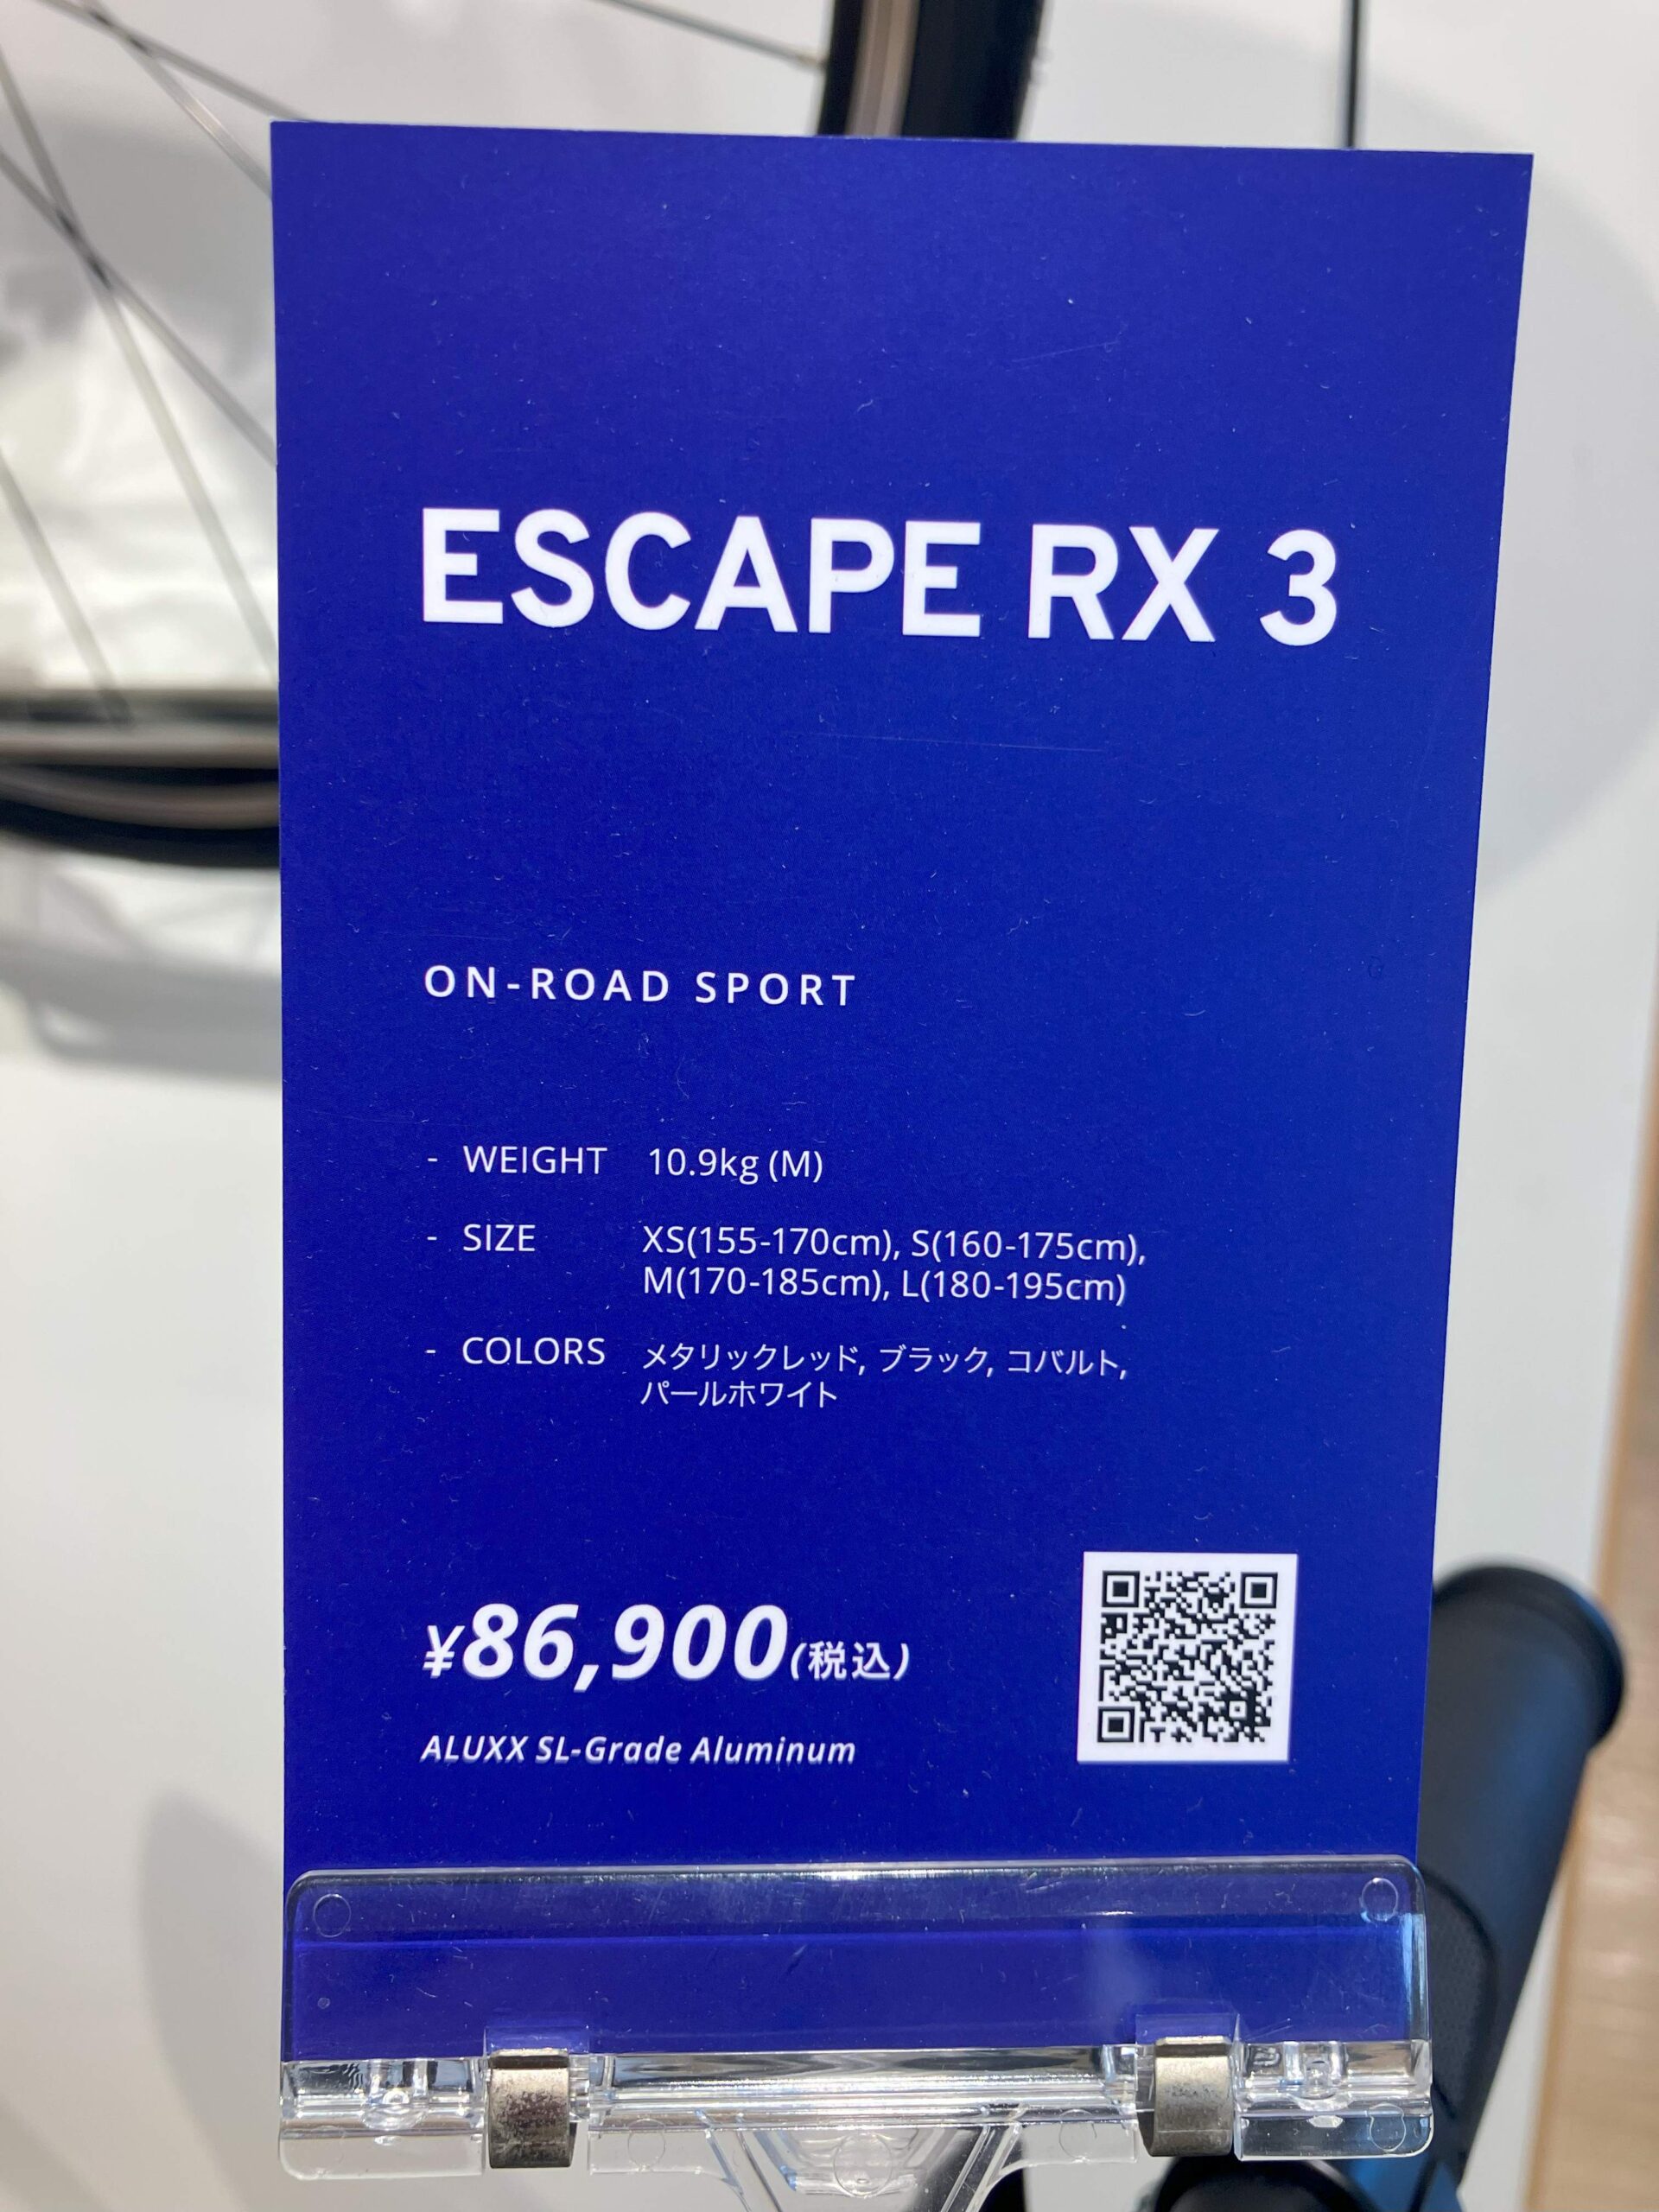 ESCAPE RX 3
ON-ROAD SPORT
- WEIGHT 10.9kg (M)
- SIZE XS(155-170cm), S(160-175cm),
M(170-185cm), L(180-195cm)
- COLORS メタリックレッド, ブラック, コバルト,
パールホワイト
¥86,900(税込)
ALUXX SL-Grade Aluminum